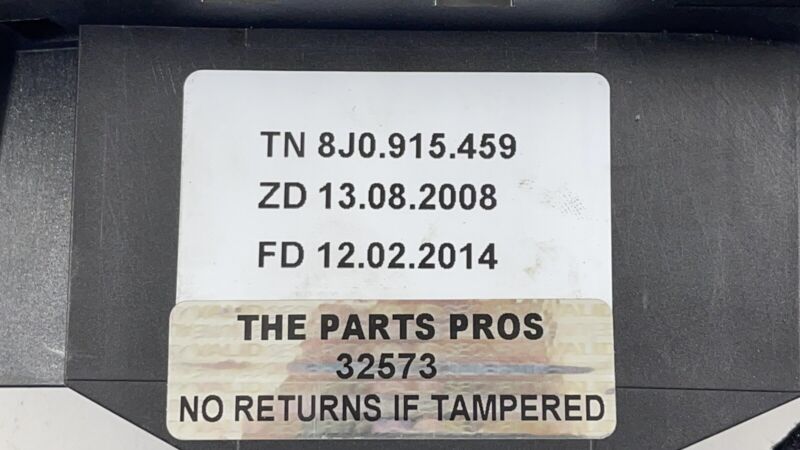 TN 8J0.915.459
ZD 13.08.2008
FD 12.02.2014
THE PARTS PROS
32573
NO RETURNS IF TAMPERED